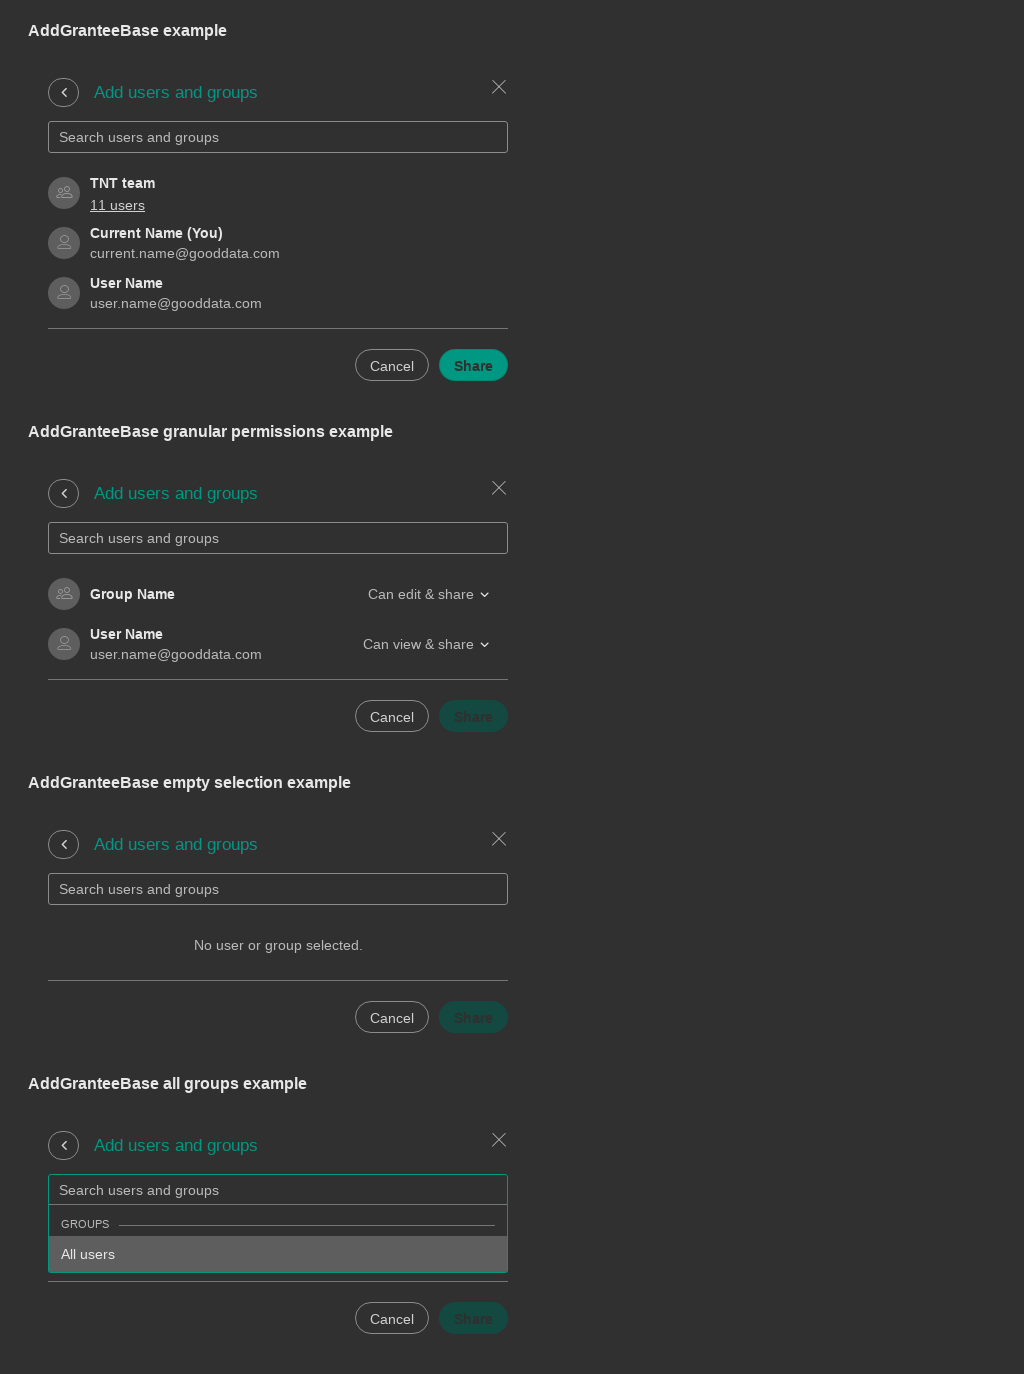 AddGranteeBase example
Add users and groups
Search users and groups
TNT team
11 users
Current Name (You)
current.name@gooddata.com
User Name
user.name@gooddata.com
Cancel Share
AddGranteeBase granular permissions example
Add users and groups
Search users and groups
Group Name Can edit & share
User Name
user.name@gooddata.com Can view & share
Cancel Share
AddGranteeBase empty selection example
Add users and groups
Search users and groups
No user or group selected.
Cancel Share
AddGranteeBase all groups example
Add users and groups
Search users and groups
GROUPS
All users
Cancel Share